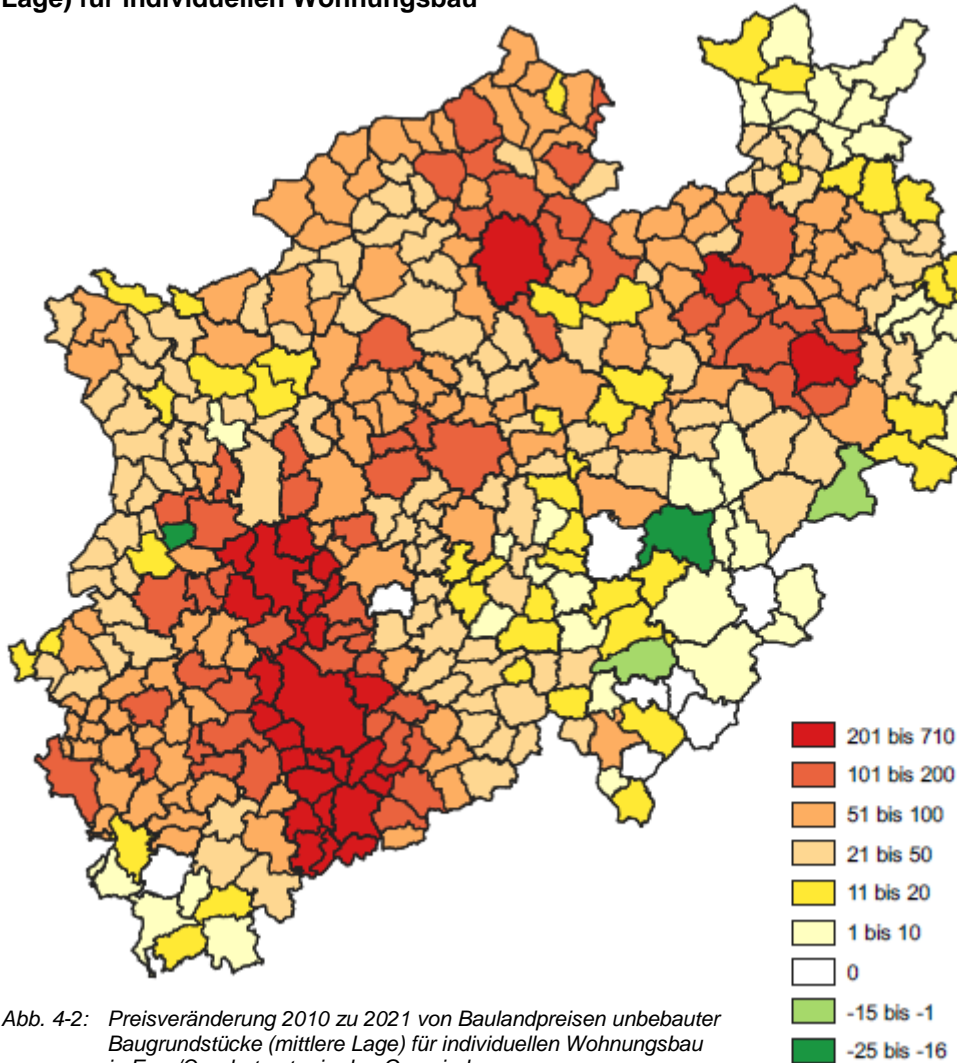 Lage) für individuellen Wohnungsbau
201 bis 710
101 bis 200
51 bis 100
21 bis 50
11 bis 20
1 bis 10
0
-15 bis -1
-25 bis -16
Abb. 4-2: Preisveränderung 2010 zu 2021 von Baulandpreisen unbebauter
Baugrundstücke (mittlere Lage) für individuellen Wohnungsbau